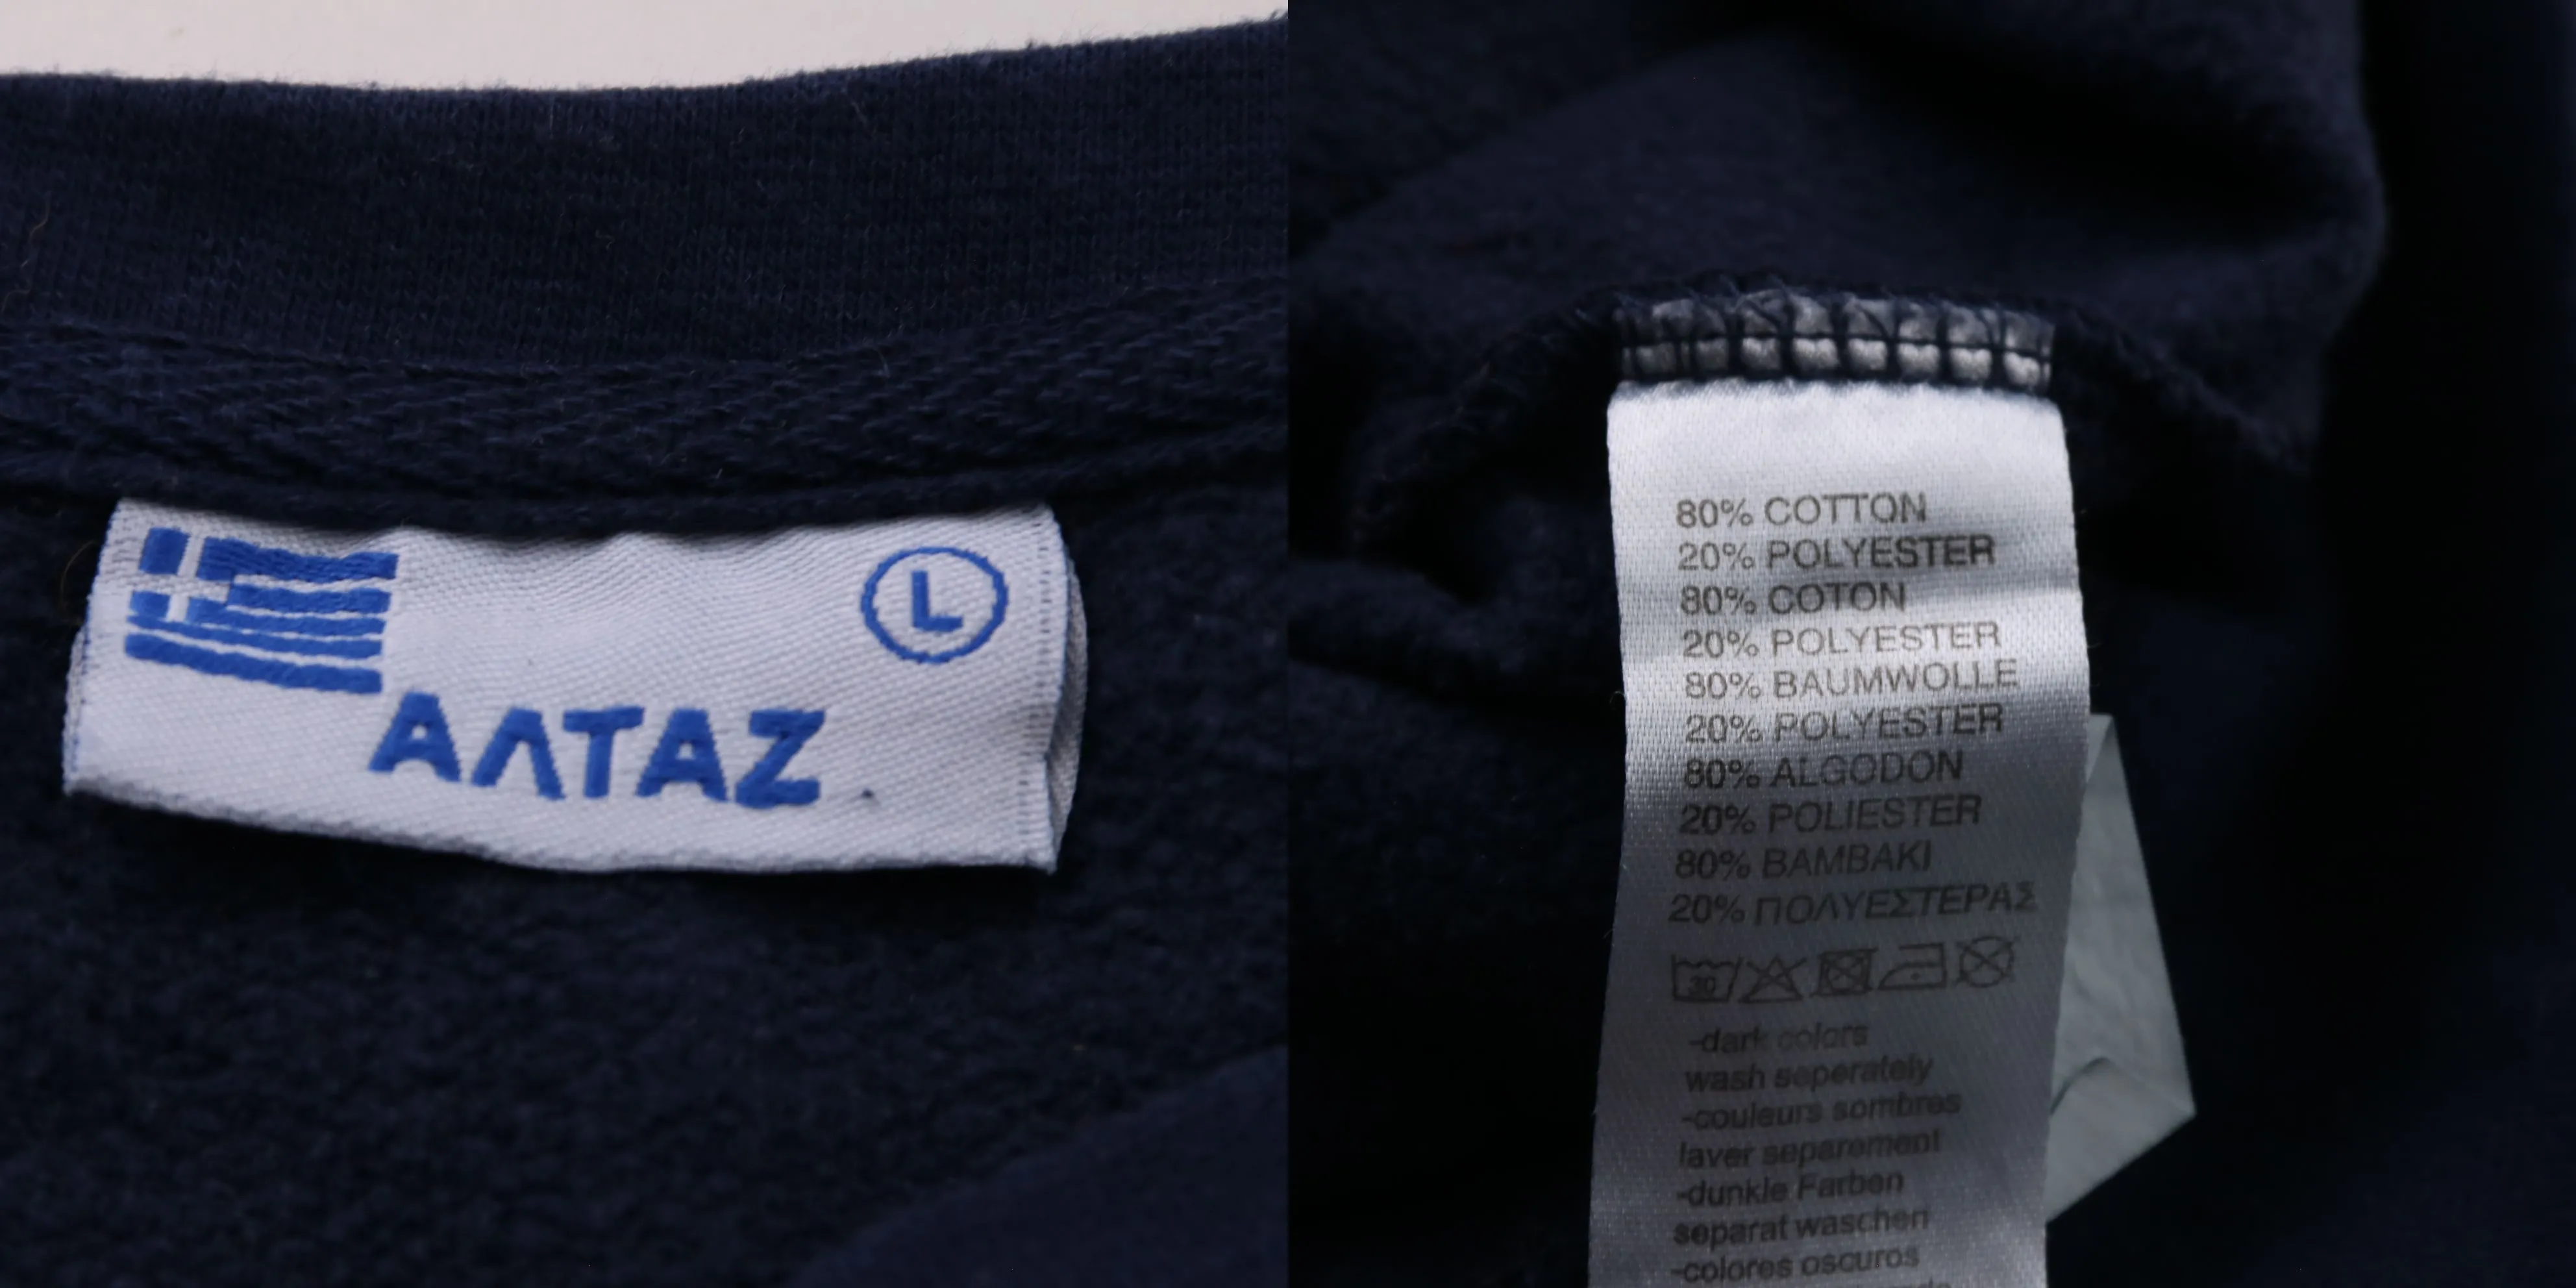 L
ΑΛΤΑΖ
80% COTTON
20% POLYESTER
80% COTON
20% POLYESTER
80% BAUMWOLLE
20% POLYESTER
80% ALGODON
20% POLIESTER
80% BAMBAKI
20% ΠΟΛΥΕΣΤΕΡΑΣ
30
-dark colors
wash seperately
-couleurs sombres
laver separement
-dunkle Farben
separat waschen
-colores oscuros